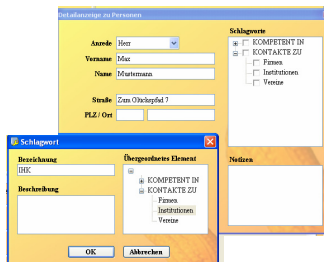 Detailanzeige zu Personen
Schlagworte
Anrede Herr
KOMPETENT IN
KONTAKTE ZU
Vorname Max
Firmen
Institutionen
Name Mustermann
Vereine
Straße Zum Glückspfad 7
PLZ / Ort
Notizen
Schlagwort
Bezeichnung
Übergeordnetes Element
IHK
KOMPETENT IN
Beschreibung
KONTAKTE ZU
Firmen
Institutionen
Vereine
OK
Abbrechen